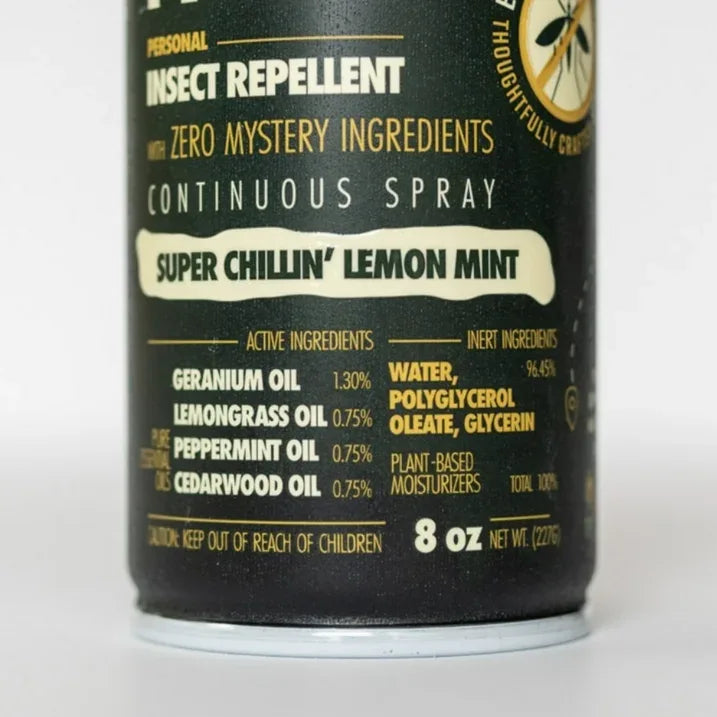 PERSONAL
INSECT REPELLENT
WITH ZERO MYSTERY INGREDIENTS
CONTINUOUS SPRAY
SUPER CHILLIN' LEMON MINT
THOUGHTFULLY
ACTIVE INGREDIENTS
GERANIUM OIL 1.30%
LEMONGRASS OIL 0.75%
PEPPERMINT OIL 0.75%
CEDARWOOD OIL 0.75%
PURE
ESSENTIAL
OILS
INERT INGREDIENTS
96.45%
WATER,
POLYGLYCEROL
OLEATE, GLYCERIN
PLANT-BASED
MOISTURIZERS
TOTAL 100%
CAUTION: KEEP OUT OF REACH OF CHILDREN
8 oz NET WT. (227G)